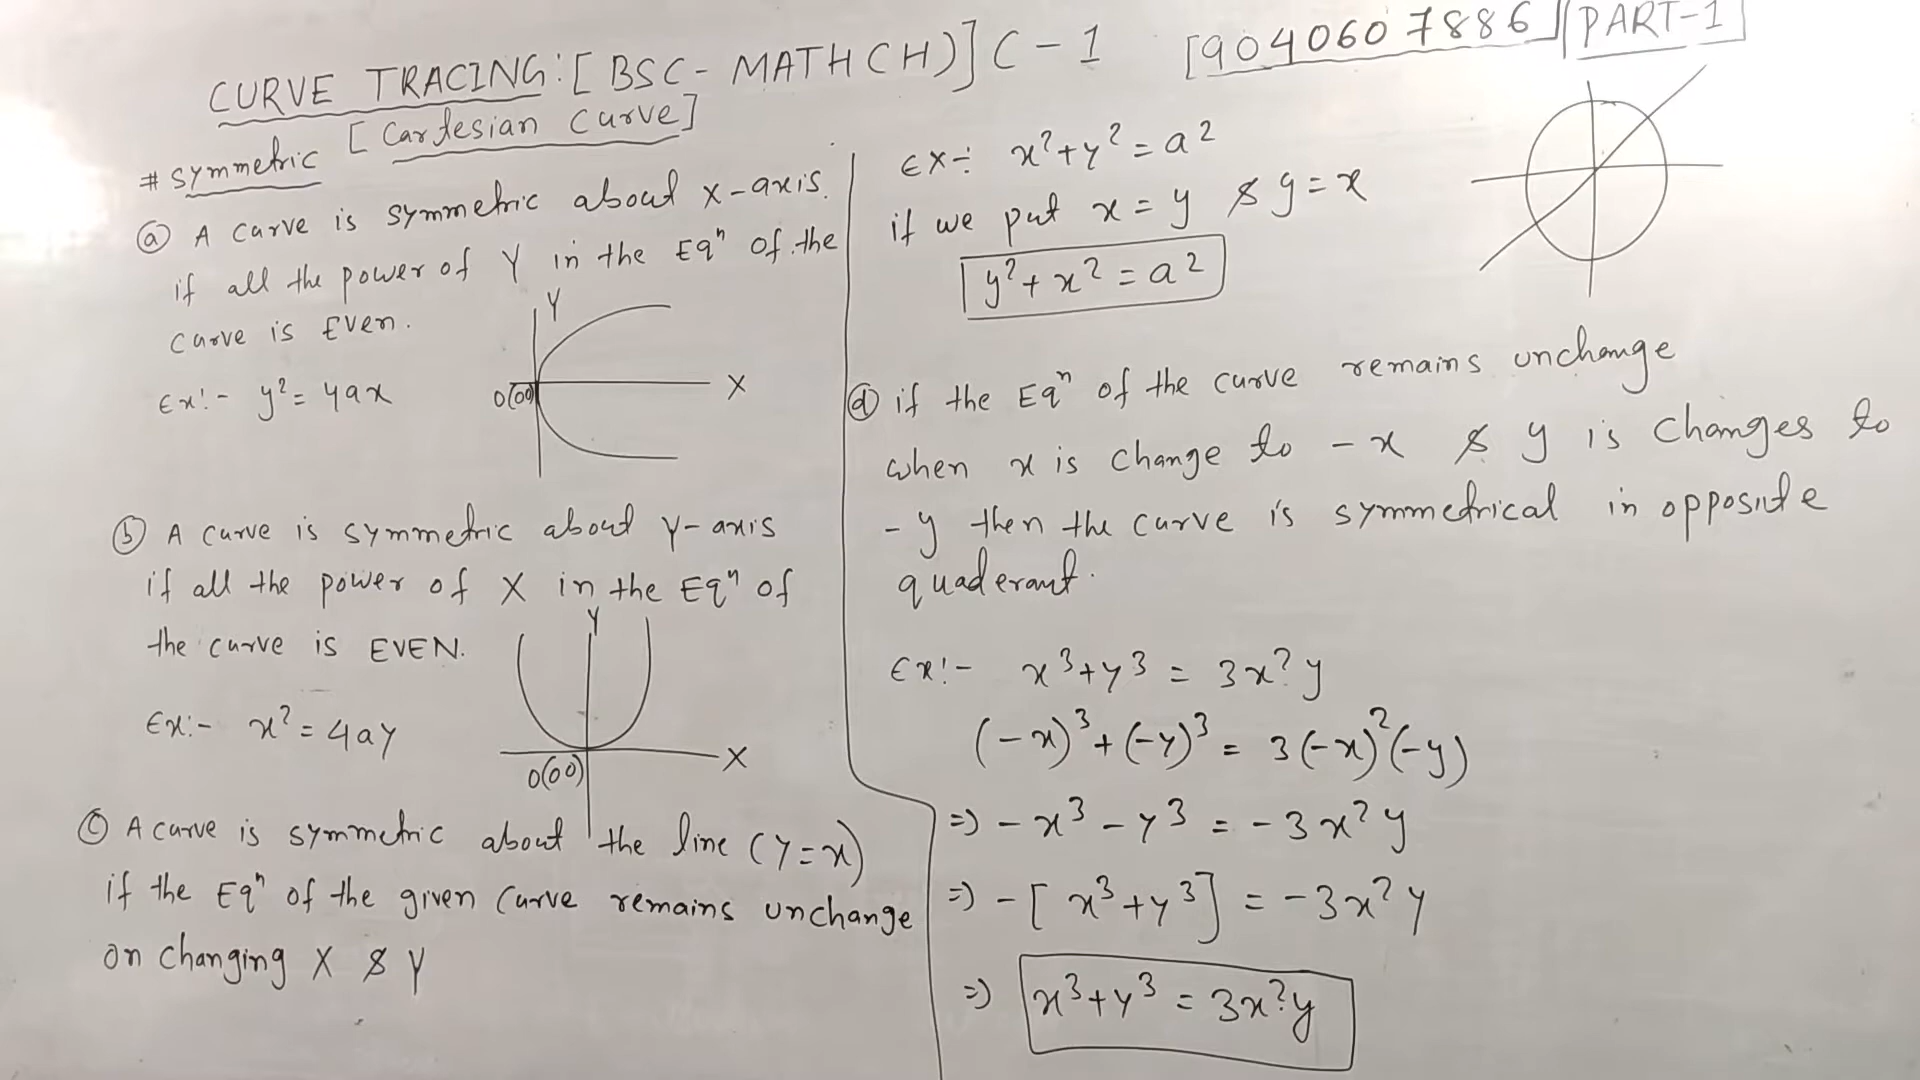 CURVE TRACING:[BSC- MATHCH)] C-1 [9040607886] PART-1]
[Cartesian Curve]
# symmetric
ⓐ A Curve is symmetric about X-axis.
if all the power of Y in the Eqⁿ of the
Curve is Even.
Ex:- y²= 4ax
Y
X
O(00)
ⓑ A curve is symmetric about Y-axis
if all the power of X in the Eqⁿ of
the curve is EVEN.
Ex:- x²= 4ay
Y
X
O(00)
ⓒ A curve is symmetric about the line (Y=x)
if the Eqⁿ of the given Curve remains unchange
on changing X & Y
Ex:- x²+y²=a²
if we put x=y & y=x
y²+x²=a²
ⓓ if the Eqⁿ of the curve remains unchange
when x is change to -x & y is changes to
-y then the curve is symmetrical in opposite
quaderant.
Ex:- x³+y³ = 3x²y
(-x)³+(-y)³ = 3(-x)²(-y)
=> -x³-y³ = -3x²y
=> -[x³+y³] = -3x²y
=> x³+y³ = 3x²y